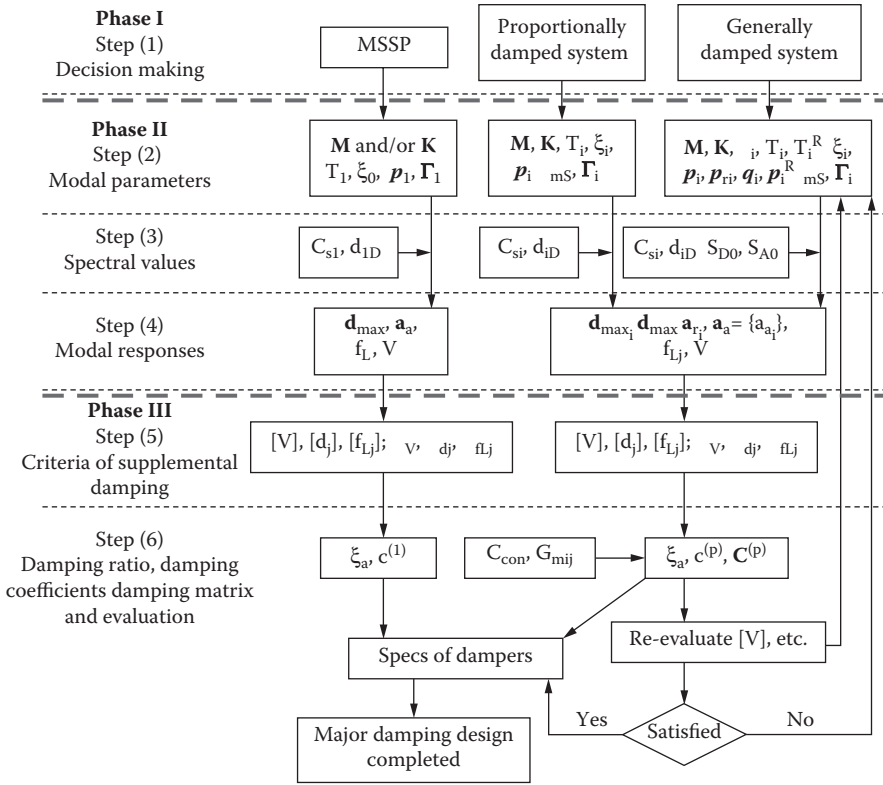 Phase I
Step (1)
Decision making
MSSP
Proportionally
damped system
Generally
damped system
Phase II
Step (2)
Modal parameters
M and/or K
T1, ξ0, p1, Γ1
M, K, Ti, ξi,
pi mS, Γi
M, K, i, Ti, TiR ξi,
pi, pri, qi, piR mS, Γi
Step (3)
Spectral values
Cs1, d1D
Csi, diD
Csi, diD SD0, SA0
Step (4)
Modal responses
dmax, aa,
fL, V
dmaxi dmax ari, aa= {aai},
fLj, V
Phase III
Step (5)
Criteria of supplemental
damping
[V], [dj], [fLj]; V, dj, fLj
[V], [dj], [fLj]; V, dj, fLj
Step (6)
Damping ratio, damping
coefficients damping matrix
and evaluation
ξa, c(1)
Ccon, Gmij
ξa, c(p), C(p)
Specs of dampers
Re-evaluate [V], etc.
Yes
Satisfied
No
Major damping design
completed